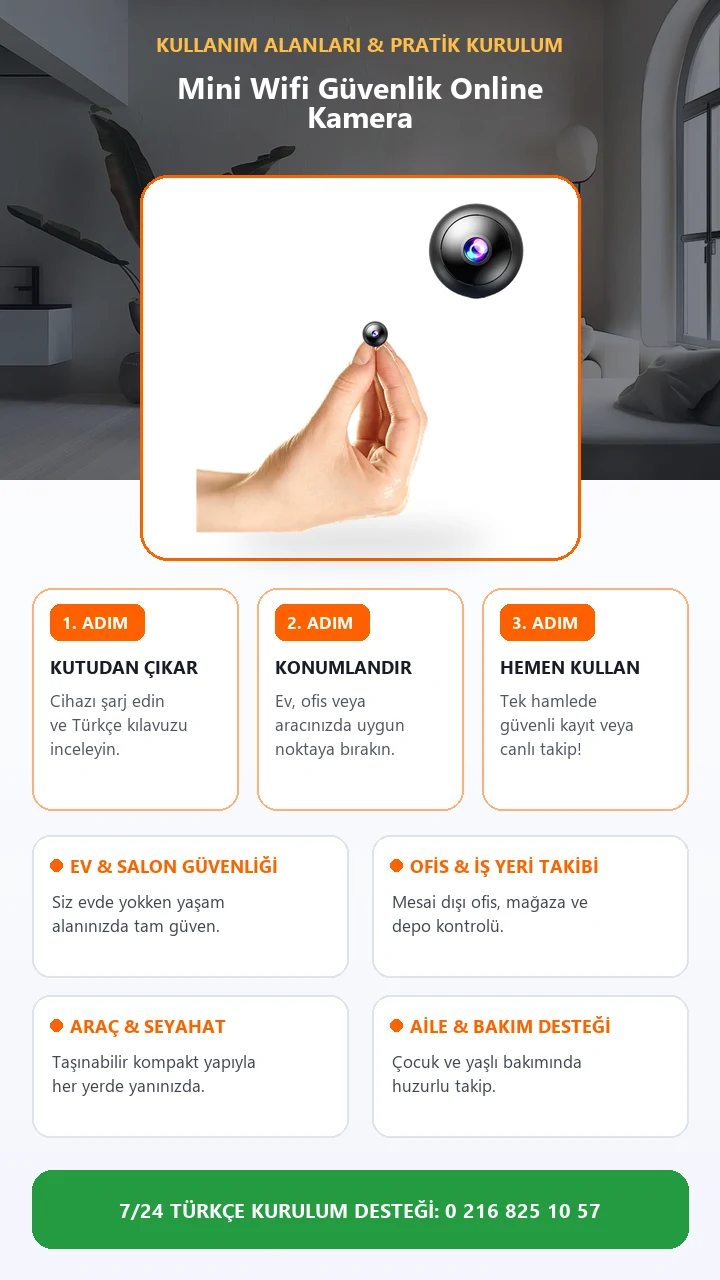 KULLANIM ALANLARI & PRATİK KURULUM
Mini Wifi Güvenlik Online
Kamera
1. ADIM
KUTUDAN ÇIKAR
Cihazı şarj edin
ve Türkçe kılavuzu
inceleyin.
2. ADIM
KONUMLANDIR
Ev, ofis veya
aracınızda uygun
noktaya bırakın.
3. ADIM
HEMEN KULLAN
Tek hamlede
güvenli kayıt veya
canlı takip!
EV & SALON GÜVENLİĞİ
Siz evde yokken yaşam
alanınızda tam güven.
OFİS & İŞ YERİ TAKİBİ
Mesai dışı ofis, mağaza ve
depo kontrolü.
ARAÇ & SEYAHAT
Taşınabilir kompakt yapıyla
her yerde yanınızda.
AİLE & BAKIM DESTEĞİ
Çocuk ve yaşlı bakımında
huzurlu takip.
7/24 TÜRKÇE KURULUM DESTEĞİ: 0 216 825 10 57